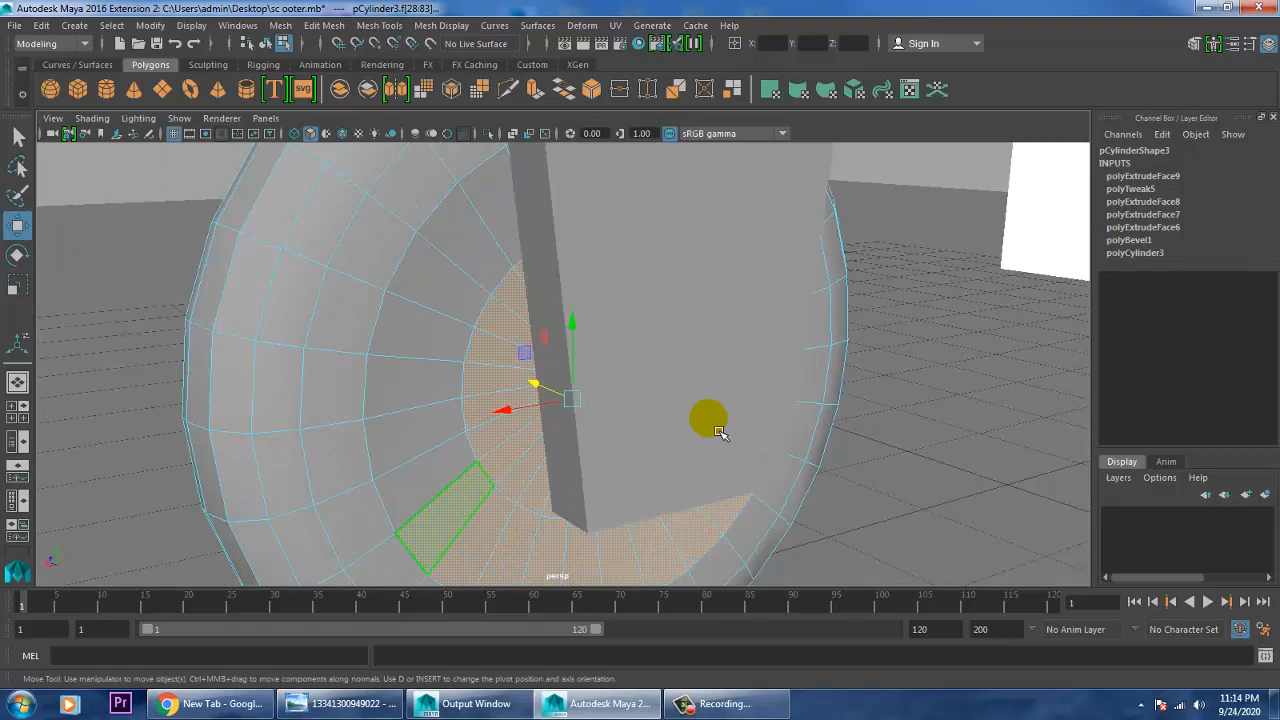 Autodesk Maya 2016 Extension 2: C:\Users\admin\Desktop\sc ooter.mb* --- pCylinder3.f[28:83]...
File Edit Create Select Modify Display Windows Mesh Edit Mesh Mesh Tools Mesh Display Curves Surfaces Deform UV Generate Cache Help
Modeling No Live Surface X: Y: Z: Sign In
Curves / Surfaces Polygons Sculpting Rigging Animation Rendering FX FX Caching Custom XGen
T svg
View Shading Lighting Show Renderer Panels
0.00 1.00 sRGB gamma
Channel Box / Layer Editor
Channels Edit Object Show
pCylinderShape3
INPUTS
polyExtrudeFace9
polyTweak5
polyExtrudeFace8
polyExtrudeFace7
polyExtrudeFace6
polyBevel1
polyCylinder3
Display Anim
Layers Options Help
persp
5 10 15 20 25 30 35 40 45 50 55 60 65 70 75 80 85 90 95 100 105 110 115 120
1 1
1 1 1 120 120 200 No Anim Layer No Character Set
MEL
Move Tool: Use manipulator to move object(s). Ctrl+MMB+drag to move components along normals. Use D or INSERT to change the pivot position and axis orientation.
Pr New Tab - Googl... 13341300949022 - ... Output Window Autodesk Maya 2... Recording...
11:14 PM
9/24/2020